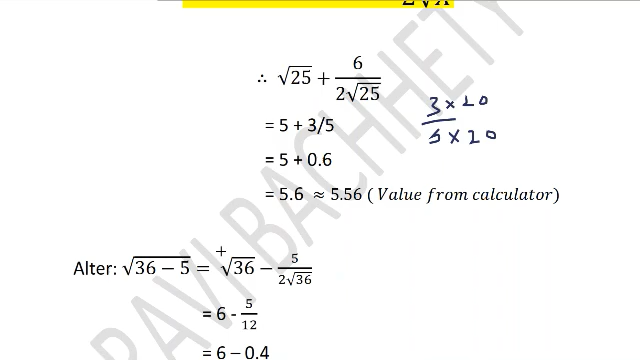 ∴ √25 + 6/(2√25)
= 5 + 3/5
3 × 20
5 × 20
= 5 + 0.6
= 5.6 ≈ 5.56 ( Value from calculator)
Alter: √(36 − 5) = +√36 − 5/(2√36)
= 6 - 5/12
= 6 − 0.4
RAVI BACHHETY